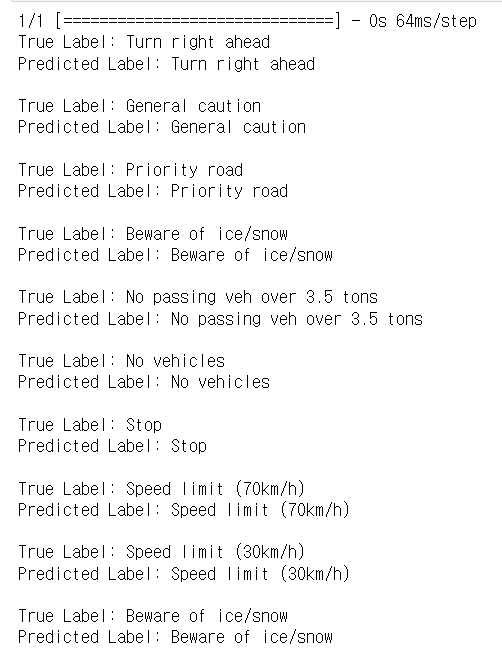 1/1 [==============================] - 0s 64ms/step
True Label: Turn right ahead
Predicted Label: Turn right ahead
True Label: General caution
Predicted Label: General caution
True Label: Priority road
Predicted Label: Priority road
True Label: Beware of ice/snow
Predicted Label: Beware of ice/snow
True Label: No passing veh over 3.5 tons
Predicted Label: No passing veh over 3.5 tons
True Label: No vehicles
Predicted Label: No vehicles
True Label: Stop
Predicted Label: Stop
True Label: Speed limit (70km/h)
Predicted Label: Speed limit (70km/h)
True Label: Speed limit (30km/h)
Predicted Label: Speed limit (30km/h)
True Label: Beware of ice/snow
Predicted Label: Beware of ice/snow